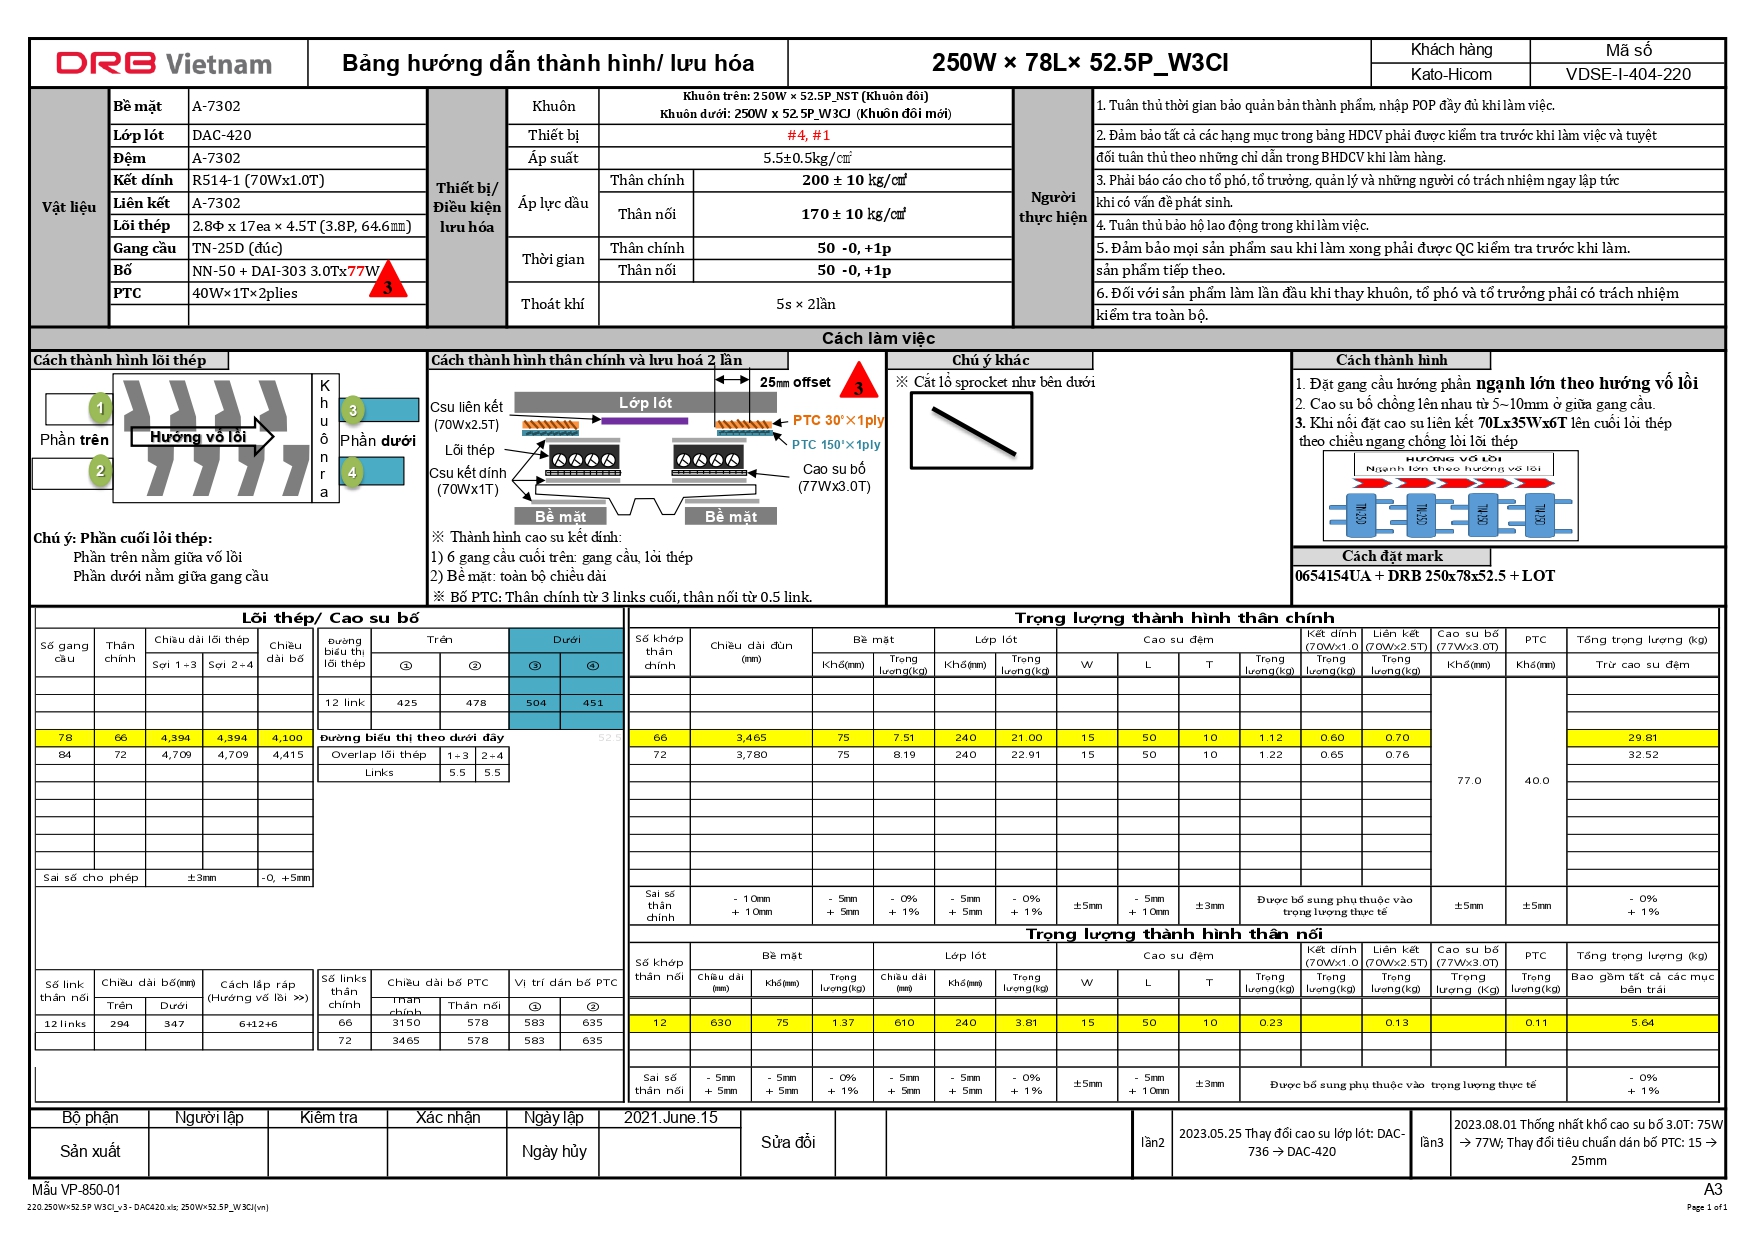 DRB Vietnam
Bảng hướng dẫn thành hình/ lưu hóa
250W × 78L× 52.5P_W3CI
Khách hàng
Mã số
Kato-Hicom
VDSE-I-404-220
Vật liệu
Bề mặt A-7302
Lớp lót DAC-420
Đệm A-7302
Kết dính R514-1 (70Wx1.0T)
Liên kết A-7302
Lõi thép 2.8Φ x 17ea × 4.5T (3.8P, 64.6㎜)
Gang cầu TN-25D (đúc)
Bố NN-50 + DAI-303 3.0Tx77W
3
PTC 40W×1T×2plies
Thiết bị/
Điều kiện
lưu hóa
Khuôn
Khuôn trên: 250W × 52.5P_NST (Khuôn đôi)
Khuôn dưới: 250W x 52.5P_W3CJ (Khuôn đôi mới)
Thiết bị #4, #1
Áp suất 5.5±0.5kg/㎠
Áp lực dầu
Thân chính 200 ± 10 kg/㎠
Thân nối 170 ± 10 kg/㎠
Thời gian
Thân chính 50 -0, +1p
Thân nối 50 -0, +1p
Thoát khí 5s × 2lần
Người
thực hiện
1. Tuân thủ thời gian bảo quản bán thành phẩm, nhập POP đầy đủ khi làm việc.
2. Đảm bảo tất cả các hạng mục trong bảng HDCV phải được kiểm tra trước khi làm việc và tuyệt
đối tuân thủ theo những chỉ dẫn trong BHDCV khi làm hàng.
3. Phải báo cáo cho tổ phó, tổ trưởng, quản lý và những người có trách nhiệm ngay lập tức
khi có vấn đề phát sinh.
4. Tuân thủ bảo hộ lao động trong khi làm việc.
5. Đảm bảo mọi sản phẩm sau khi làm xong phải được QC kiểm tra trước khi làm.
sản phẩm tiếp theo.
6. Đối với sản phẩm làm lần đầu khi thay khuôn, tổ phó và tổ trưởng phải có trách nhiệm
kiểm tra toàn bộ.
Cách làm việc
Cách thành hình lõi thép
1
2
Phần trên
Hướng vố lồi
K
h
u
ô
n
r
a
3
4
Phần dưới
Chú ý: Phần cuối lỏi thép:
Phần trên nằm giữa vố lồi
Phần dưới nằm giữa gang cầu
Cách thành hình thân chính và lưu hoá 2 lần
25㎜ offset
3
Csu liên kết
(70Wx2.5T)
Lớp lót
PTC 30°×1ply
PTC 150°×1ply
Lõi thép
Csu kết dính
(70Wx1T)
Cao su bố
(77Wx3.0T)
Bề mặt
Bề mặt
※ Thành hình cao su kết dính:
1) 6 gang cầu cuối trên: gang cầu, lỏi thép
2) Bề mặt: toàn bộ chiều dài
※ Bố PTC: Thân chính từ 3 links cuối, thân nối từ 0.5 link.
Chú ý khác
※ Cắt lổ sprocket như bên dưới
Cách thành hình
1. Đặt gang cầu hướng phần ngạnh lớn theo hướng vố lồi
2. Cao su bố chồng lên nhau từ 5~10mm ở giữa gang cầu.
3. Khi nối đặt cao su liên kết 70Lx35Wx6T lên cuối lỏi thép
theo chiều ngang chống lòi lõi thép
HƯỚNG VỐ LỒI
Ngạnh lớn theo hướng vố lồi
TN-25D
TN-25D
TN-25D
TN-25D
Cách đặt mark
0654154UA + DRB 250x78x52.5 + LOT
Lõi thép/ Cao su bố
Số gang cầu Thân chính Chiều dài lõi thép Chiều dài bố
Sợi 1÷3 Sợi 2÷4
78 66 4,394 4,394 4,100
84 72 4,709 4,709 4,415
Sai số cho phép ±3mm -0, +5mm
Đường biểu thị lõi thép Trên Dưới
① ② ③ ④
12 link 425 478 504 451
Đường biểu thị theo dưới đây 52.5
Overlap lõi thép 1÷3 2÷4
Links 5.5 5.5
Số link thân nối Chiều dài bố(mm) Cách lắp ráp (Hướng vố lồi >>)
Trên Dưới
12 links 294 347 6+12+6
Số links thân chính Chiều dài bố PTC Vị trí dán bố PTC
Thân chính Thân nối ① ②
66 3150 578 583 635
72 3465 578 583 635
Trọng lượng thành hình thân chính
Số khớp thân chính Chiều dài đùn (mm) Bề mặt Lớp lót Cao su đệm Kết dính (70Wx1.0 Liên kết (70Wx2.5T) Cao su bố (77Wx3.0T) PTC Tổng trọng lượng (kg)
Khổ(mm) Trọng lượng(kg) Khổ(mm) Trọng lượng(kg) W L T Trọng lượng(kg) Trọng lượng(kg) Trọng lượng(kg) Khổ(mm) Khổ(mm) Trừ cao su đệm
66 3,465 75 7.51 240 21.00 15 50 10 1.12 0.60 0.70 29.81
72 3,780 75 8.19 240 22.91 15 50 10 1.22 0.65 0.76 32.52
77.0 40.0
Sai số thân chính - 10mm + 10mm - 5mm + 5mm - 0% + 1% - 5mm + 5mm - 0% + 1% ±5mm - 5mm + 10mm ±3mm Được bổ sung phụ thuộc vào trọng lượng thực tế ±5mm ±5mm - 0% + 1%
Trọng lượng thành hình thân nối
Số khớp thân nối Bề mặt Lớp lót Cao su đệm Kết dính (70Wx1.0 Liên kết (70Wx2.5T) Cao su bố (77Wx3.0T) PTC Tổng trọng lượng (kg)
Chiều dài (mm) Khổ(mm) Trọng lượng(kg) Chiều dài (mm) Khổ(mm) Trọng lượng(kg) W L T Trọng lượng(kg) Trọng lượng(kg) Trọng lượng(kg) Trọng lượng (Kg) Trọng lượng(kg) Bao gồm tất cả các mục bên trái
12 630 75 1.37 610 240 3.81 15 50 10 0.23 0.13 0.11 5.64
Sai số thân nối - 5mm + 5mm - 5mm + 5mm - 0% + 1% - 5mm + 5mm - 5mm + 5mm - 0% + 1% ±5mm - 5mm + 10mm ±3mm Được bổ sung phụ thuộc vào trọng lượng thực tế - 0% + 1%
Bộ phận Người lập Kiểm tra Xác nhận Ngày lập 2021.June.15
Sản xuất
Ngày hủy
Sửa đổi
lần2
2023.05.25 Thay đổi cao su lớp lót: DAC-
736 → DAC-420
lần3
2023.08.01 Thống nhất khổ cao su bố 3.0T: 75W
→ 77W; Thay đổi tiêu chuẩn dán bố PTC: 15 →
25mm
Mẫu VP-850-01
A3
220.250W×52.5P W3CI_v3 - DAC420.xls; 250W×52.5P_W3CJ(vn)
Page 1 of 1